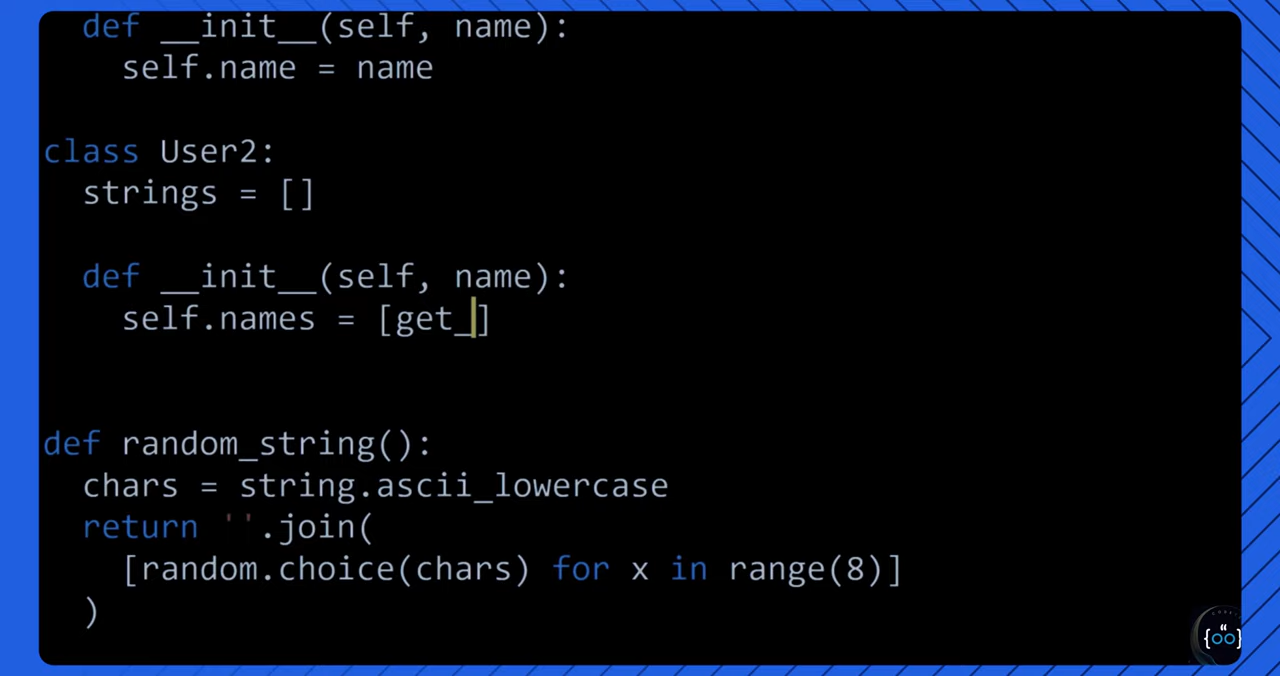 def __init__(self, name):
self.name = name
class User2:
strings = []
def __init__(self, name):
self.names = [get_]
def random_string():
chars = string.ascii_lowercase
return ''.join(
[random.choice(chars) for x in range(8)]
)